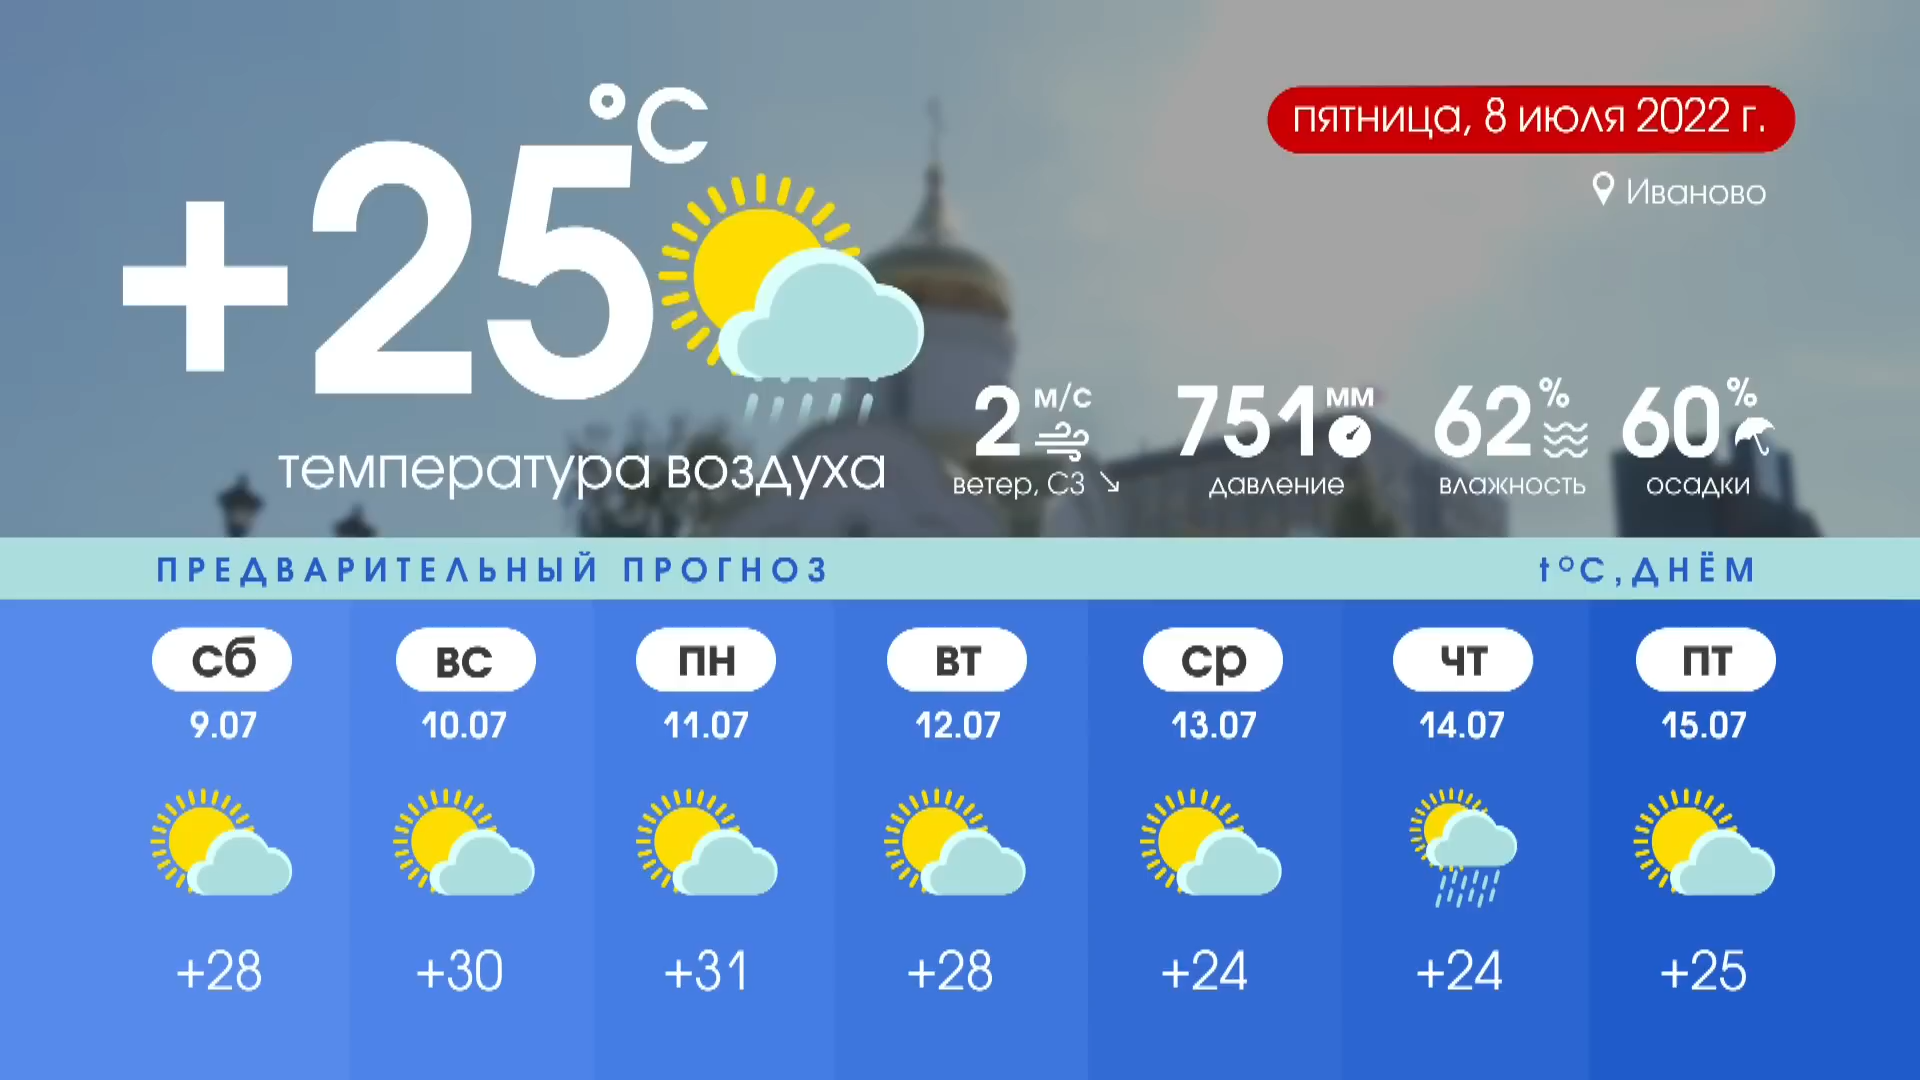 +25°C
температура воздуха
пятница, 8 июля 2022 г.
Иваново
2 м/с
ветер, СЗ ↘
751 мм
давление
62 %
влажность
60 %
осадки
ПРЕДВАРИТЕЛЬНЫЙ ПРОГНОЗ
t°C, ДНЁМ
сб вс пн вт ср чт пт
9.07 10.07 11.07 12.07 13.07 14.07 15.07
+28 +30 +31 +28 +24 +24 +25